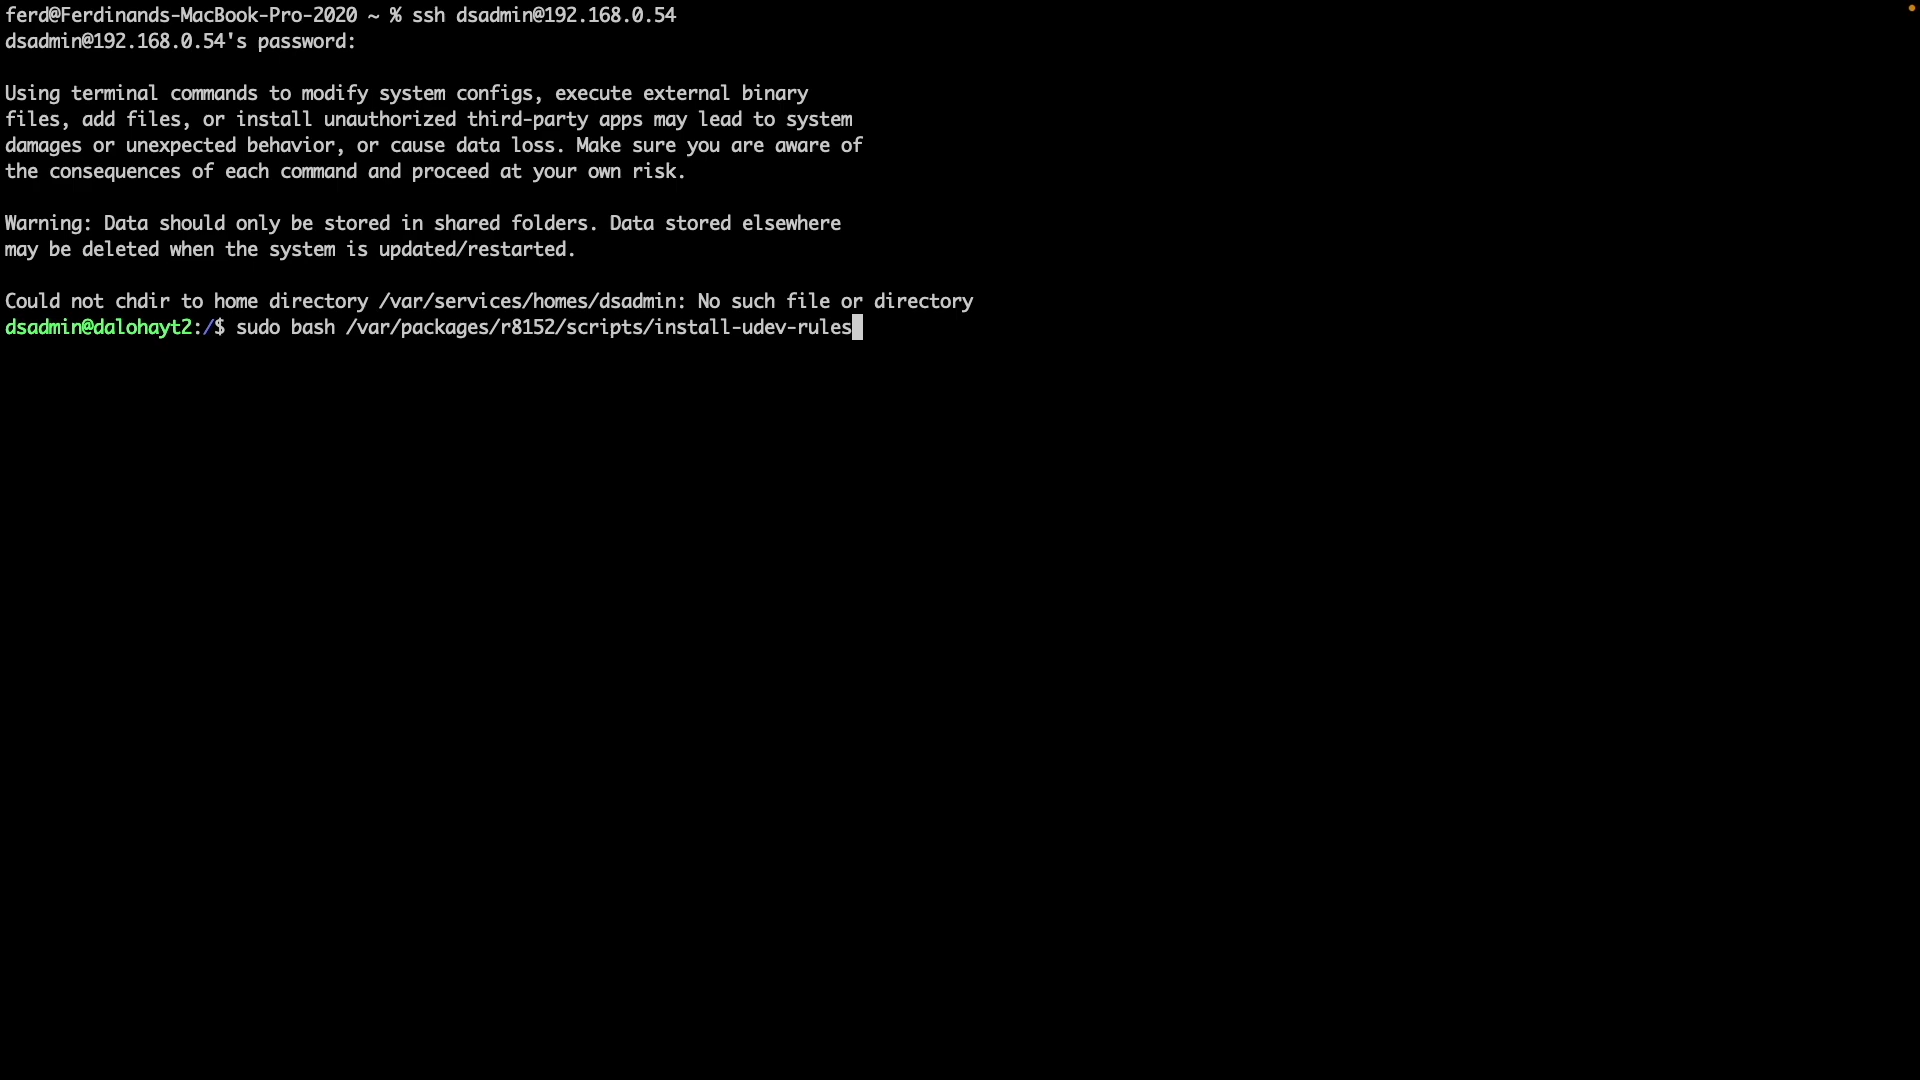 ferd@Ferdinands-MacBook-Pro-2020 ~ % ssh dsadmin@192.168.0.54
dsadmin@192.168.0.54's password:
Using terminal commands to modify system configs, execute external binary
files, add files, or install unauthorized third-party apps may lead to system
damages or unexpected behavior, or cause data loss. Make sure you are aware of
the consequences of each command and proceed at your own risk.
Warning: Data should only be stored in shared folders. Data stored elsewhere
may be deleted when the system is updated/restarted.
Could not chdir to home directory /var/services/homes/dsadmin: No such file or directory
dsadmin@dalohayt2:/$ sudo bash /var/packages/r8152/scripts/install-udev-rules